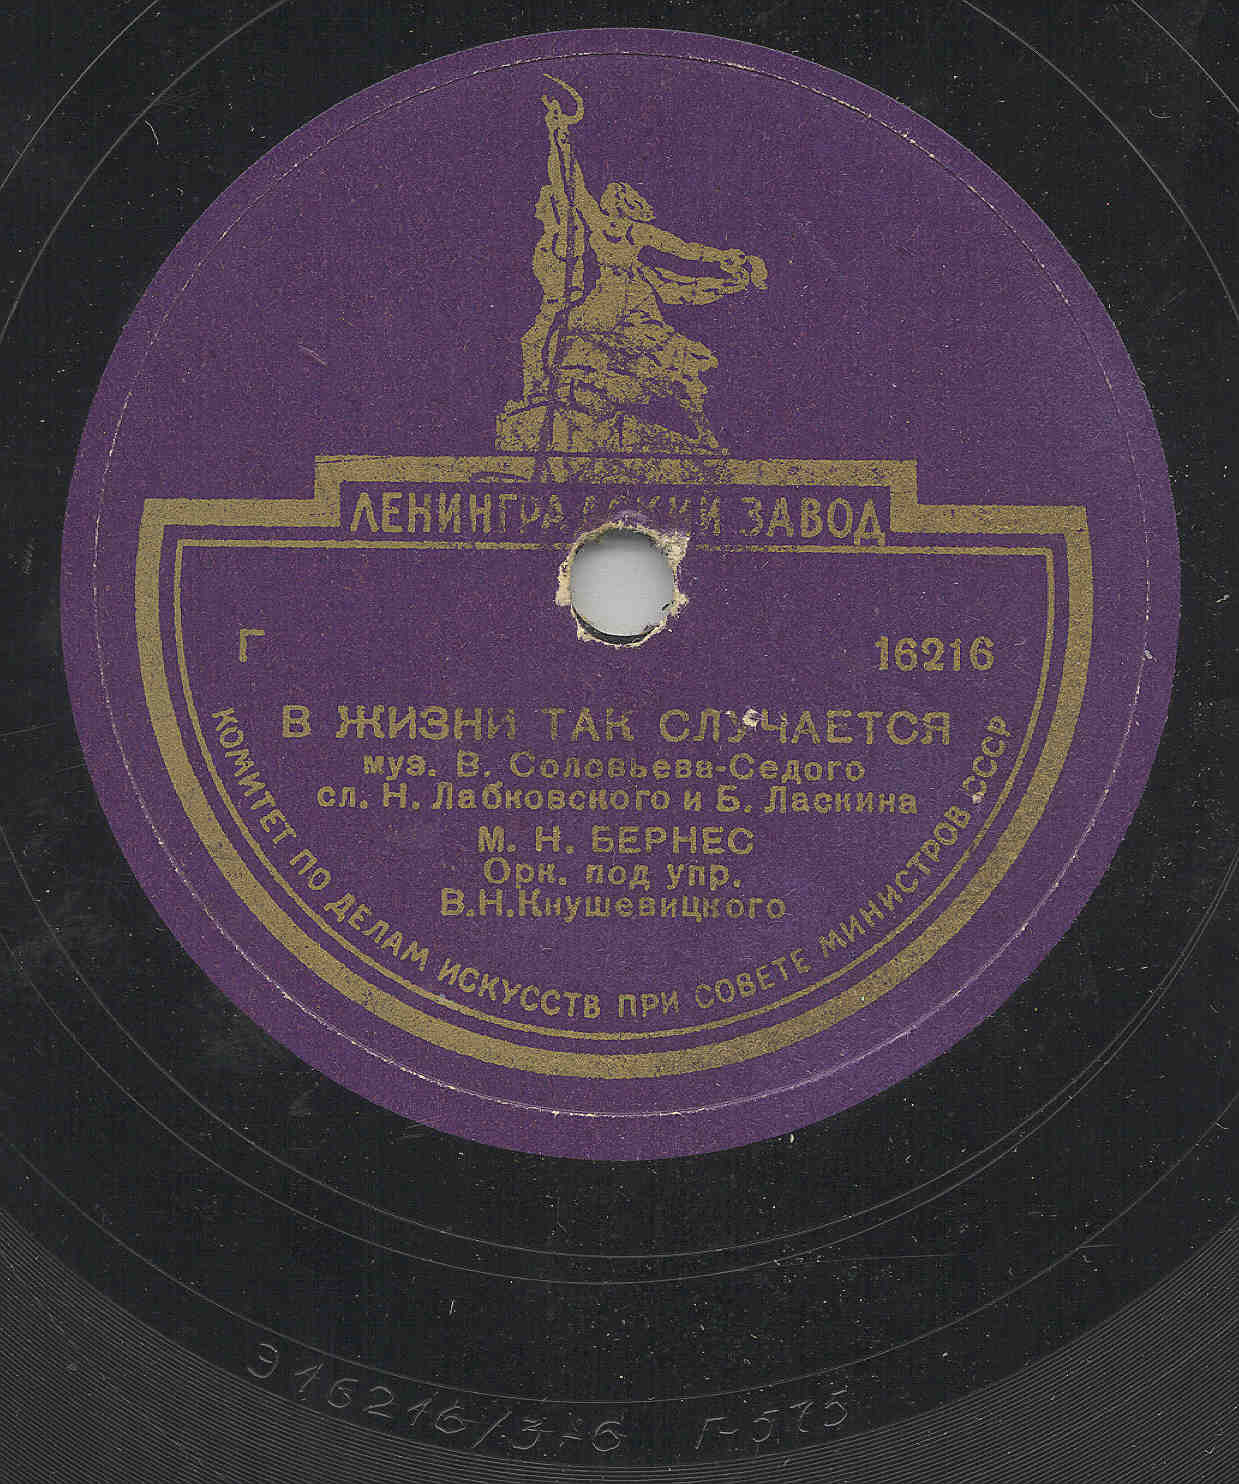 ЛЕНИНГРАДСКИЙ ЗАВОД
Г 16216
В ЖИЗНИ ТАК СЛУЧАЕТСЯ
муз. В. Соловьева-Седого
сл. Н. Лабковского и Б. Ласкина
М. Н. БЕРНЕС
Орк. под упр.
В.Н.Кнушевицкого
КОМИТЕТ ПО ДЕЛАМ ИСКУССТВ ПРИ СОВЕТЕ МИНИСТРОВ СССР
Э16216/3-6 Г-575